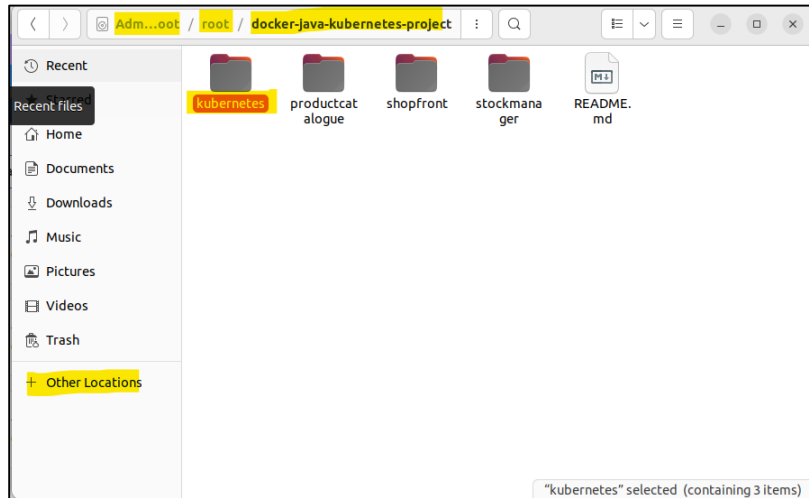 Adm...oot / root / docker-java-kubernetes-project
Recent
Starred
Recent files
Home
Documents
Downloads
Music
Pictures
Videos
Trash
+ Other Locations
kubernetes
productcat
alogue
shopfront
stockmana
ger
M↓
README.
md
“kubernetes” selected (containing 3 items)